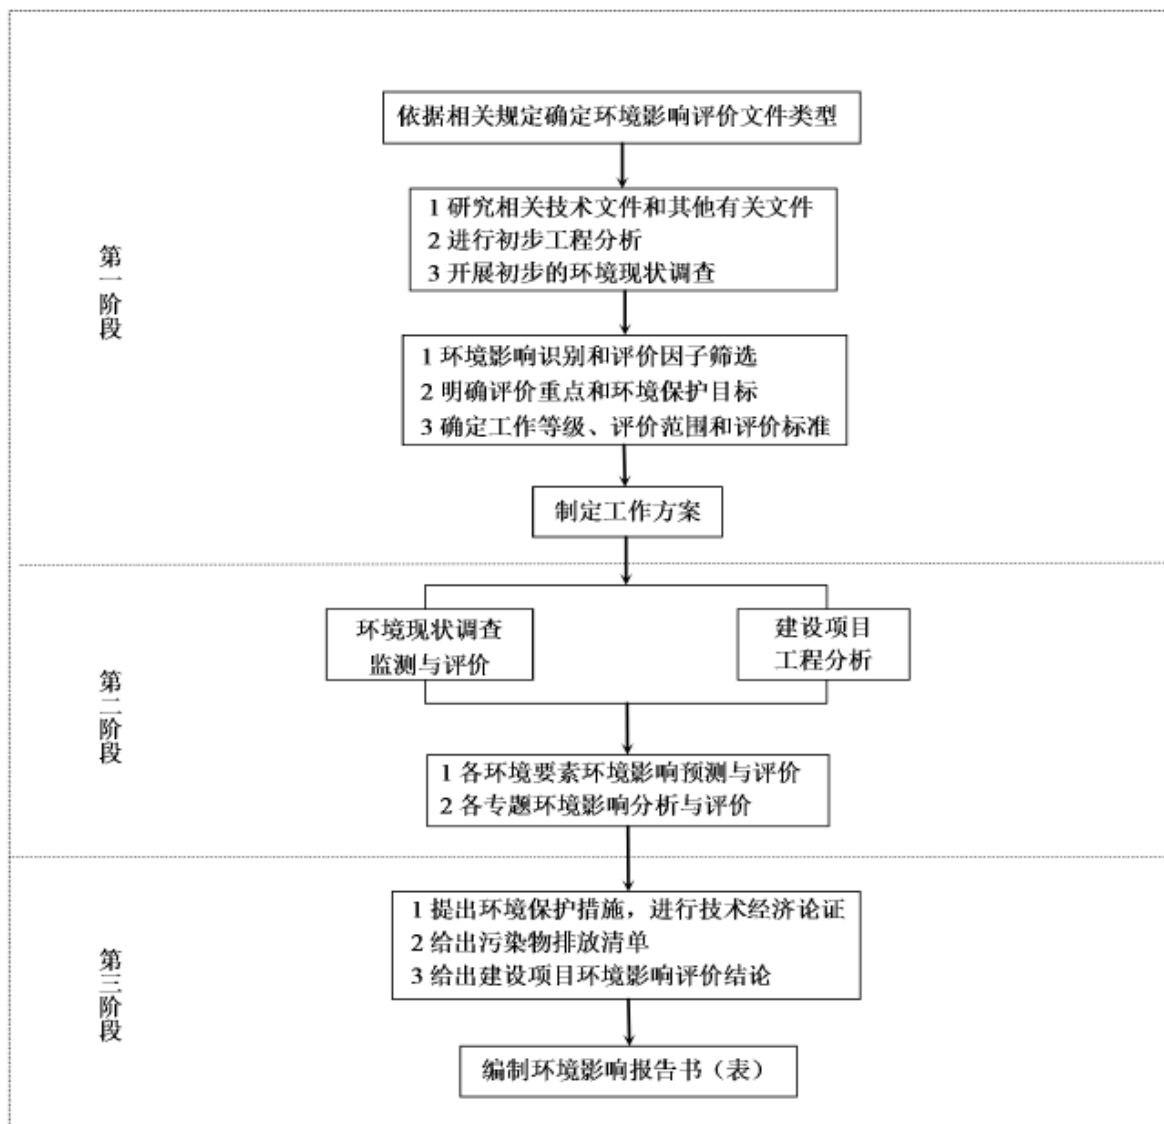 依据相关规定确定环境影响评价文件类型
第一阶段
1 研究相关技术文件和其他有关文件
2 进行初步工程分析
3 开展初步的环境现状调查
1 环境影响识别和评价因子筛选
2 明确评价重点和环境保护目标
3 确定工作等级、评价范围和评价标准
制定工作方案
第二阶段
环境现状调查
监测与评价
建设项目
工程分析
1 各环境要素环境影响预测与评价
2 各专题环境影响分析与评价
第三阶段
1 提出环境保护措施，进行技术经济论证
2 给出污染物排放清单
3 给出建设项目环境影响评价结论
编制环境影响报告书（表）